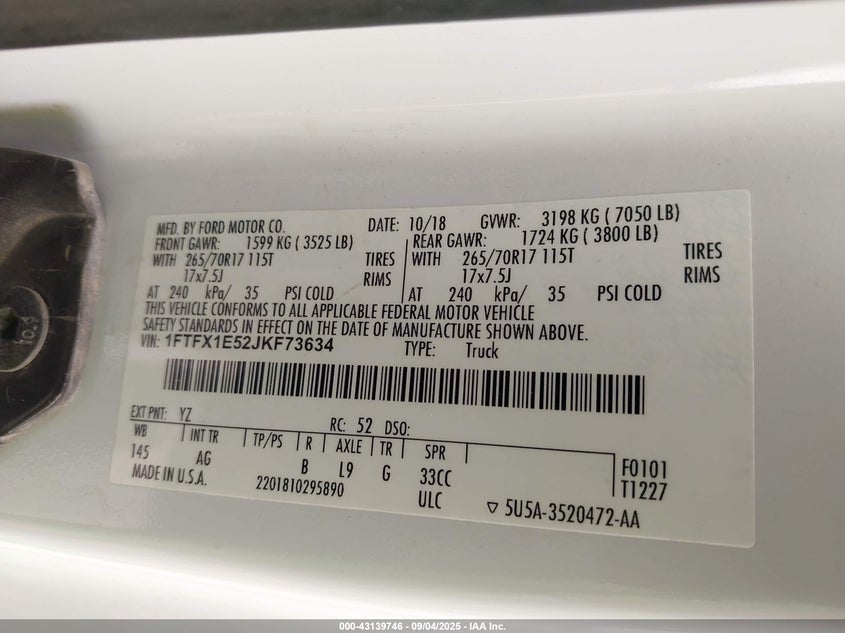 MFD. BY FORD MOTOR CO. DATE: 10/18 GVWR: 3198 KG ( 7050 LB)
FRONT GAWR: 1599 KG ( 3525 LB) REAR GAWR: 1724 KG ( 3800 LB)
WITH 265/70R17 115T TIRES WITH 265/70R17 115T TIRES
17x7.5J RIMS 17x7.5J RIMS
AT 240 kPa/ 35 PSI COLD AT 240 kPa/ 35 PSI COLD
THIS VEHICLE CONFORMS TO ALL APPLICABLE FEDERAL MOTOR VEHICLE
SAFETY STANDARDS IN EFFECT ON THE DATE OF MANUFACTURE SHOWN ABOVE.
VIN: 1FTFX1E52JKF73634 TYPE: Truck
EXT PNT: YZ RC: 52 DSO:
WB INT TR TP/PS R AXLE TR SPR
145 AG B L9 G 33CC F0101
MADE IN U.S.A. 2201810295890 ULC T1227
5U5A-3520472-AA
10.9
000-43139746 - 09/04/2025 - IAA Inc.